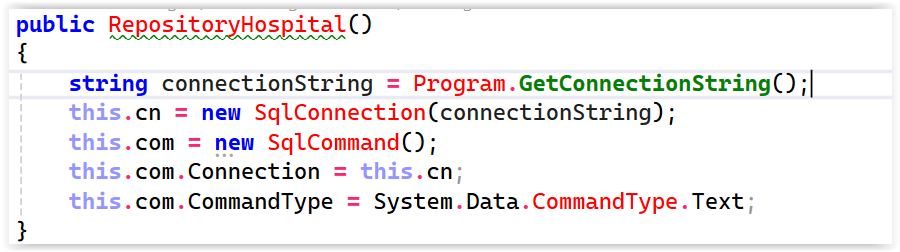 public RepositoryHospital()
{
string connectionString = Program.GetConnectionString();
this.cn = new SqlConnection(connectionString);
this.com = new SqlCommand();
this.com.Connection = this.cn;
this.com.CommandType = System.Data.CommandType.Text;
}